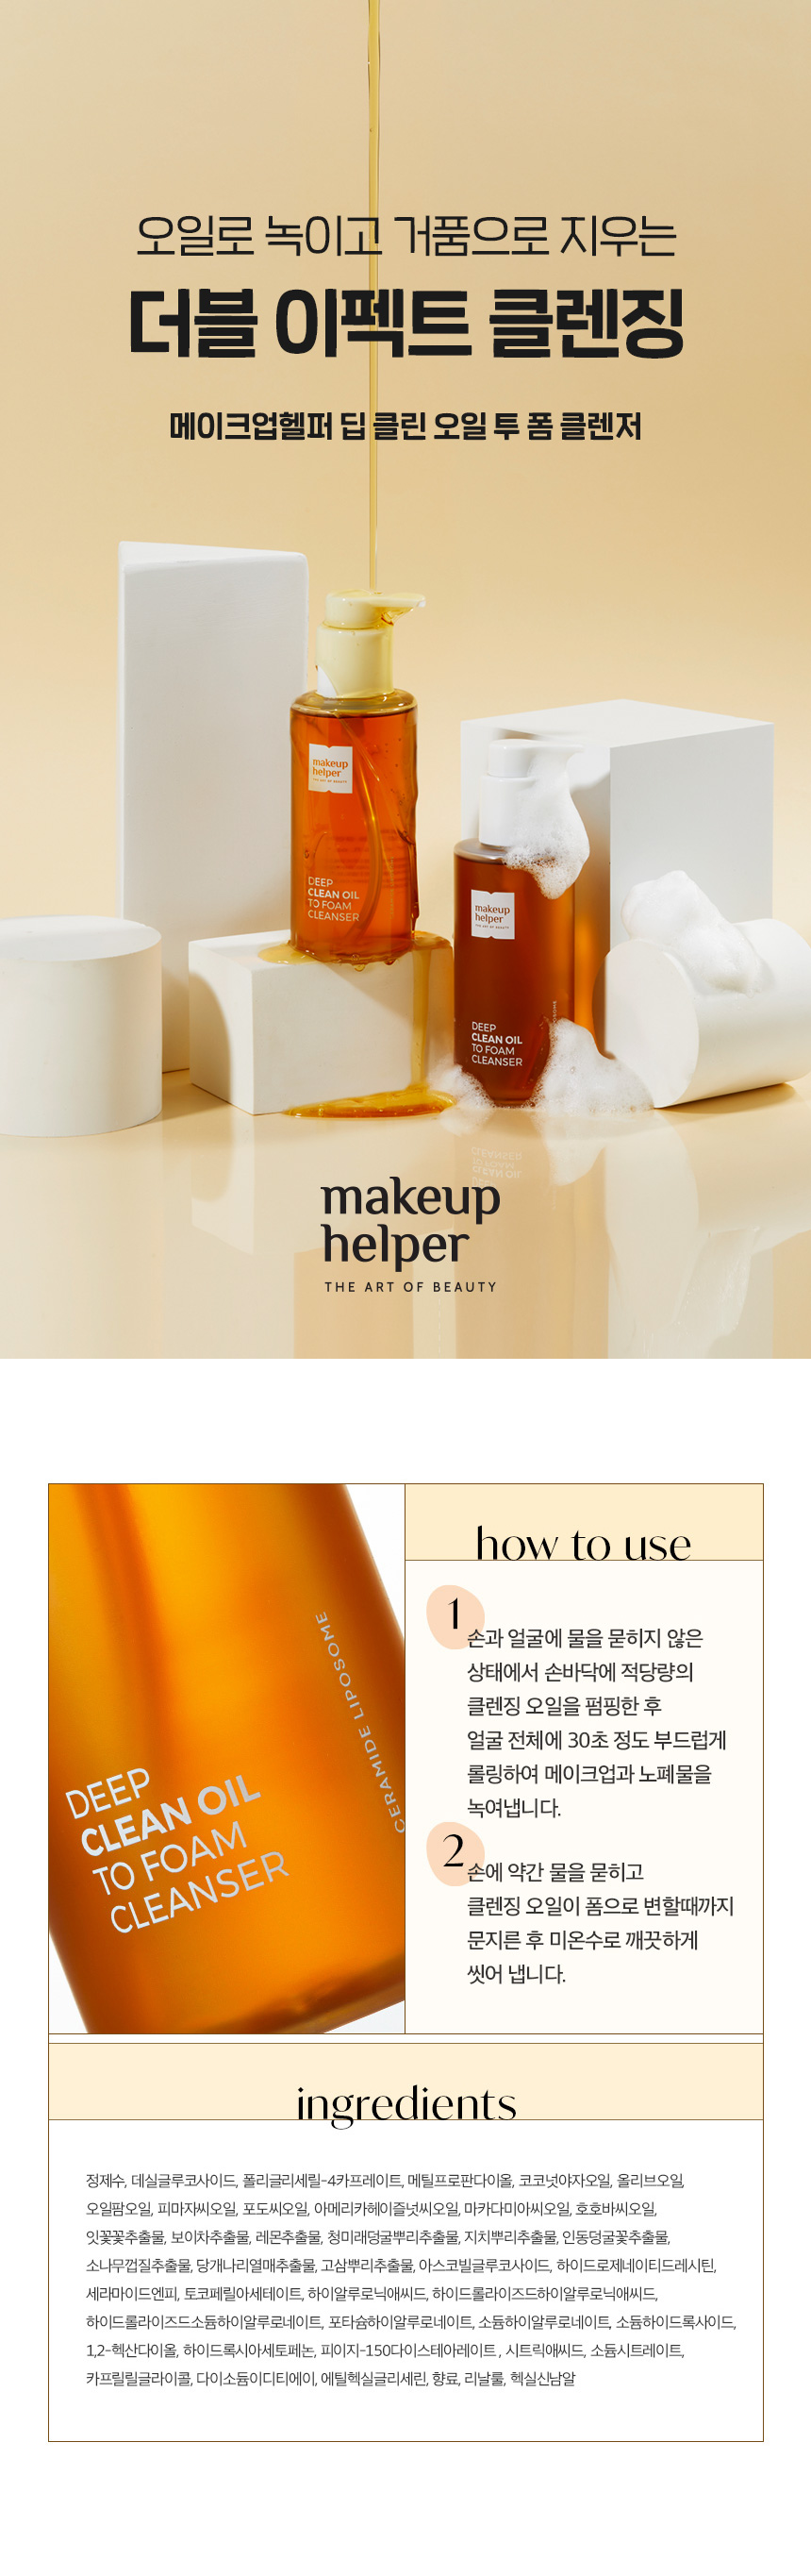 오일로 녹이고 거품으로 지우는
더블 이펙트 클렌징
메이크업헬퍼 딥 클린 오일 투 폼 클렌저
makeup
helper
THE ART OF BEAUTY
DEEP
CLEAN OIL
TO FOAM
CLEANSER
makeup
helper
THE ART OF BEAUTY
DEEP
CLEAN OIL
TO FOAM
CLEANSER
makeup
helper
THE ART OF BEAUTY
DEEP
CLEAN OIL
TO FOAM
CLEANSER
CERAMIDE LIPOSOME
how to use
1
손과 얼굴에 물을 묻히지 않은
상태에서 손바닥에 적당량의
클렌징 오일을 펌핑한 후
얼굴 전체에 30초 정도 부드럽게
롤링하여 메이크업과 노폐물을
녹여냅니다.
2
손에 약간 물을 묻히고
클렌징 오일이 폼으로 변할때까지
문지른 후 미온수로 깨끗하게
씻어 냅니다.
ingredients
정제수, 데실글루코사이드, 폴리글리세릴-4카프레이트, 메틸프로판다이올, 코코넛야자오일, 올리브오일,
오일팜오일, 피마자씨오일, 포도씨오일, 아메리카헤이즐넛씨오일, 마카다미아씨오일, 호호바씨오일,
잇꽃꽃추출물, 보이차추출물, 레몬추출물, 청미래덩굴뿌리추출물, 지치뿌리추출물, 인동덩굴꽃추출물,
소나무껍질추출물, 당개나리열매추출물, 고삼뿌리추출물, 아스코빌글루코사이드, 하이드로제네이티드레시틴,
세라마이드엔피, 토코페릴아세테이트, 하이알루로닉애씨드, 하이드롤라이즈드하이알루로닉애씨드,
하이드롤라이즈드소듐하이알루로네이트, 포타슘하이알루로네이트, 소듐하이알루로네이트, 소듐하이드록사이드,
1,2-헥산다이올, 하이드록시아세토페논, 피이지-150다이스테아레이트 , 시트릭애씨드, 소듐시트레이트,
카프릴릴글라이콜, 다이소듐이디티에이, 에틸헥실글리세린, 향료, 리날룰, 헥실신남알